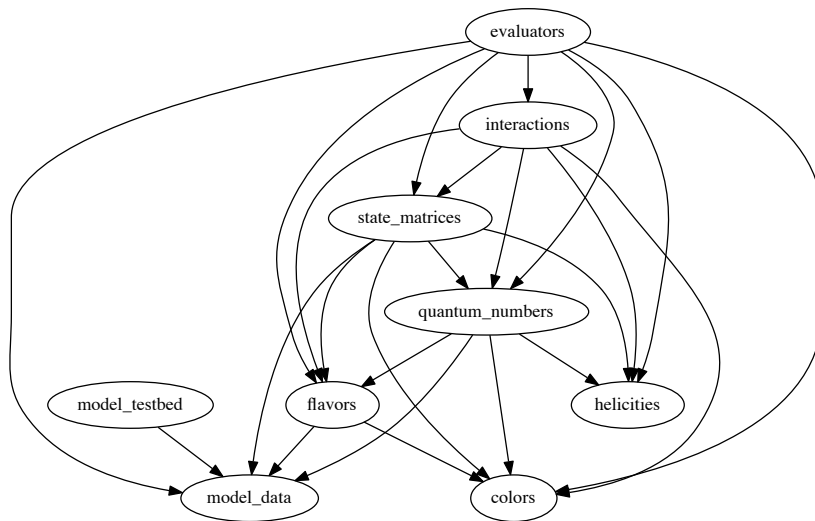 evaluators
interactions
state_matrices
quantum_numbers
model_testbed
flavors
helicities
model_data
colors